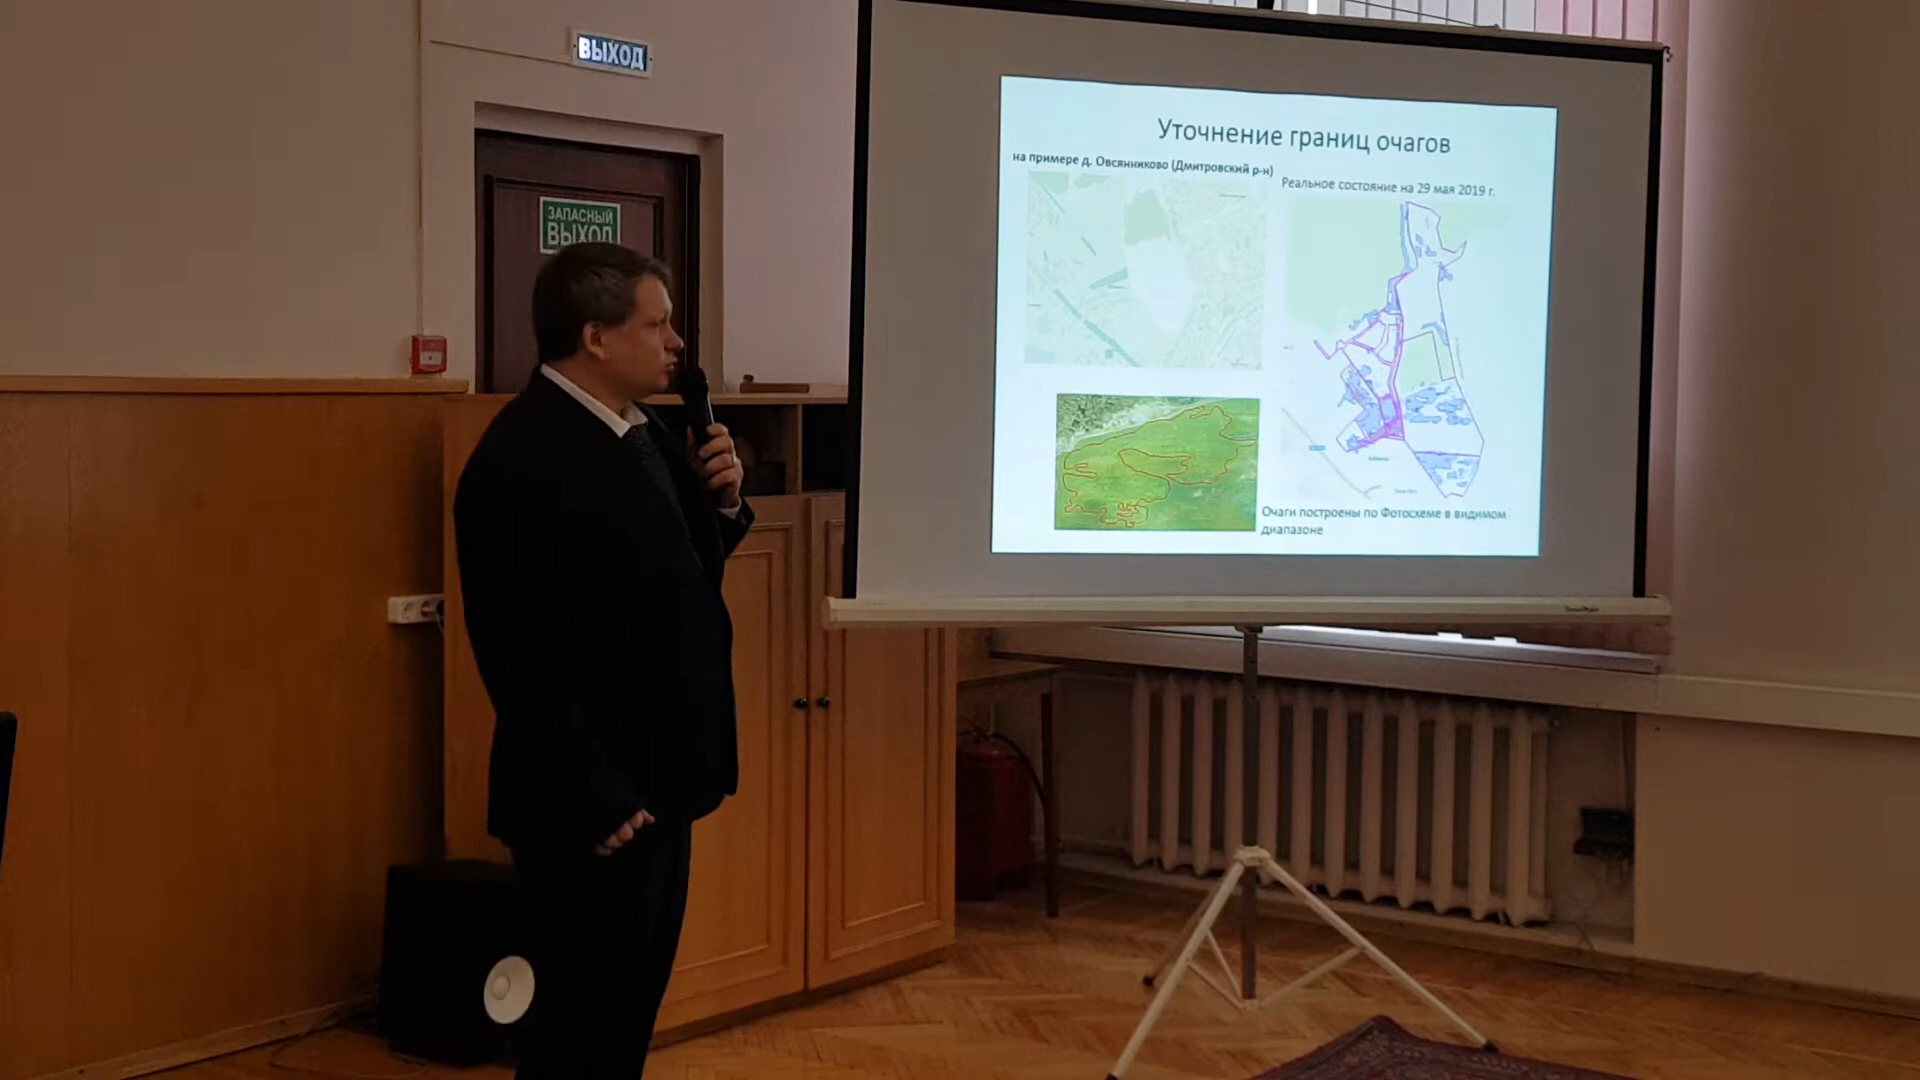 ВЫХОД
ЗАПАСНЫЙ
ВЫХОД
Уточнение границ очагов
на примере д. Овсянниково (Дмитровский р-н)
Реальное состояние на 29 мая 2019 г.
Очаги построены по Фотосхеме в видимом
диапазоне